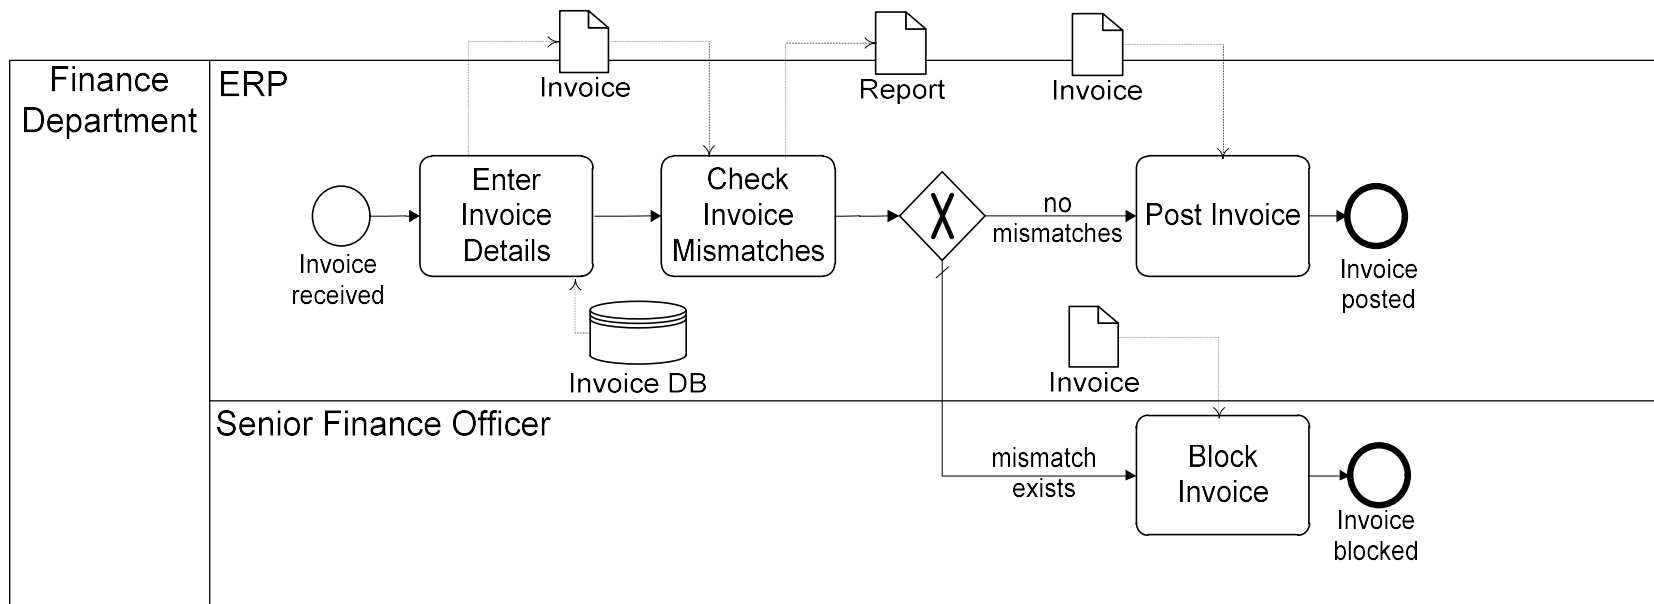 Finance
Department
ERP
Invoice
Report
Invoice
Enter
Invoice
Details
Check
Invoice
Mismatches
X
no
mismatches
Post Invoice
Invoice
received
Invoice
posted
Invoice DB
Invoice
Senior Finance Officer
mismatch
exists
Block
Invoice
Invoice
blocked